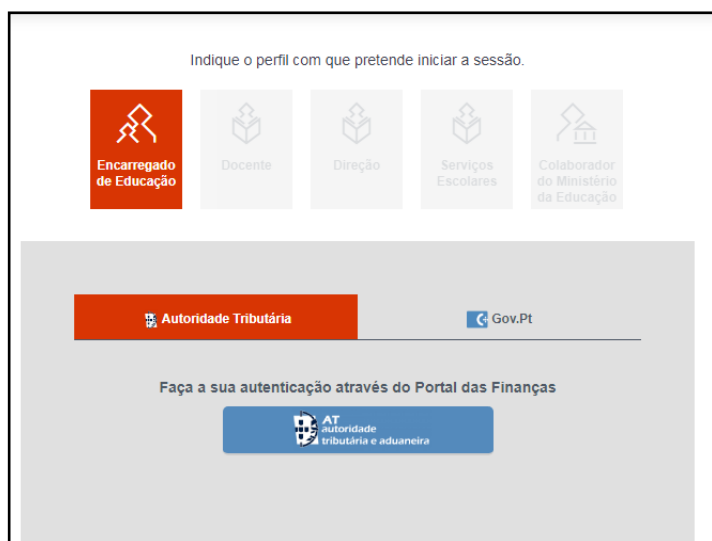 Indique o perfil com que pretende iniciar a sessão.
Encarregado
de Educação
Docente
Direção
Serviços
Escolares
Colaborador
do Ministério
da Educação
Autoridade Tributária
Gov.Pt
Faça a sua autenticação através do Portal das Finanças
AT
autoridade
tributária e aduaneira